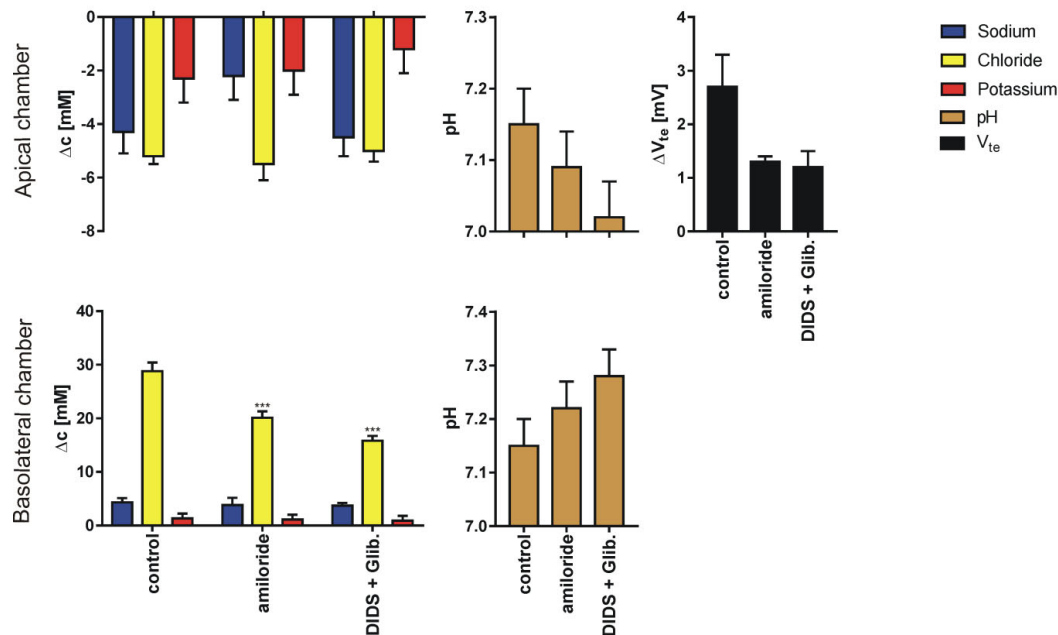 Apical chamber
Δc [mM]
0
-2
-4
-6
-8
pH
7.3
7.2
7.1
7.0
ΔVte [mV]
4
3
2
1
0
control
amiloride
DIDS + Glib.
Sodium
Chloride
Potassium
pH
Vte
Basolateral chamber
Δc [mM]
40
30
20
10
0
***
***
control
amiloride
DIDS + Glib.
pH
7.4
7.3
7.2
7.1
7.0
control
amiloride
DIDS + Glib.